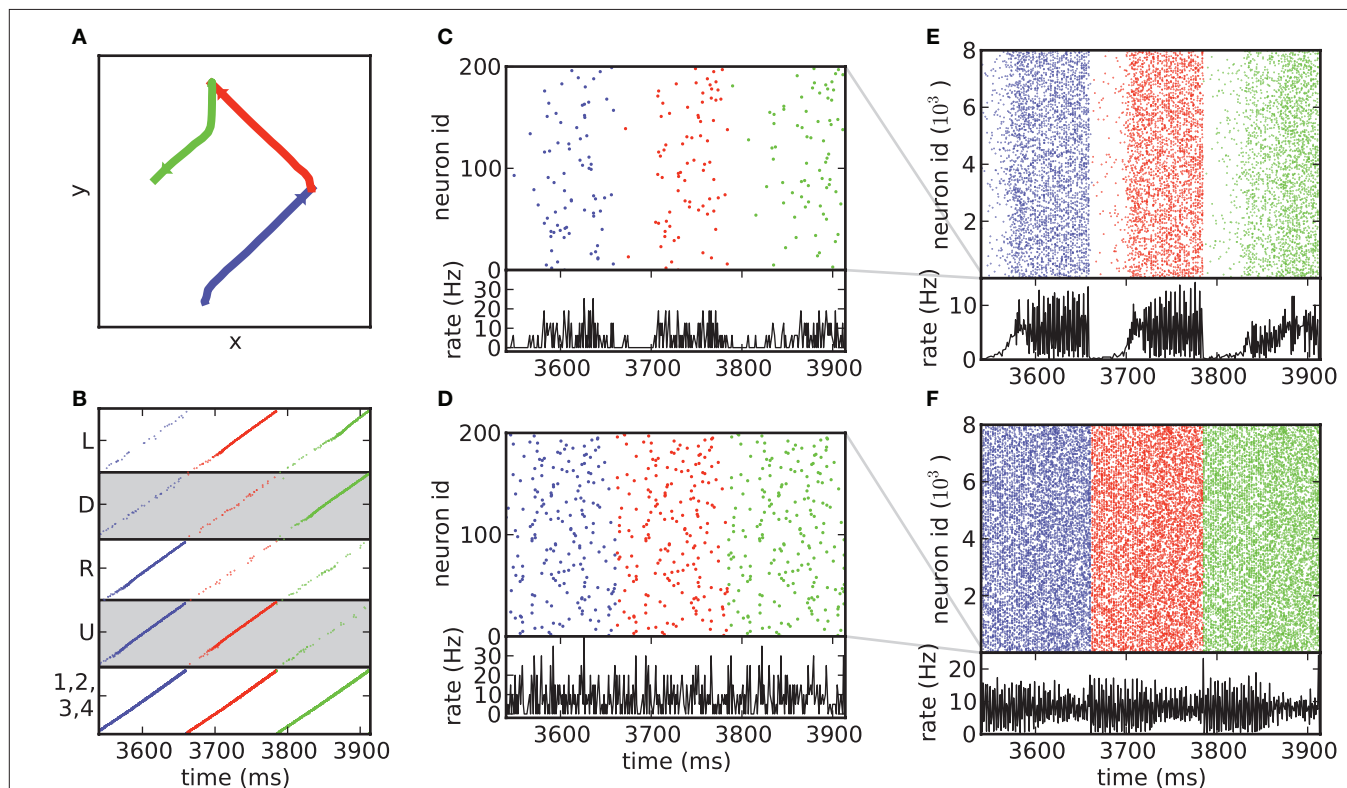 A
y
x
B
L
D
R
U
1,2,
3,4
3600 3700 3800 3900
time (ms)
C
200
100
0
neuron id
30
20
10
0
rate (Hz)
3600 3700 3800 3900
D
200
100
0
neuron id
30
20
10
0
rate (Hz)
3600 3700 3800 3900
time (ms)
E
8
6
4
2
neuron id (10³)
10
0
rate (Hz)
3600 3700 3800 3900
F
8
6
4
2
neuron id (10³)
20
10
0
rate (Hz)
3600 3700 3800 3900
time (ms)